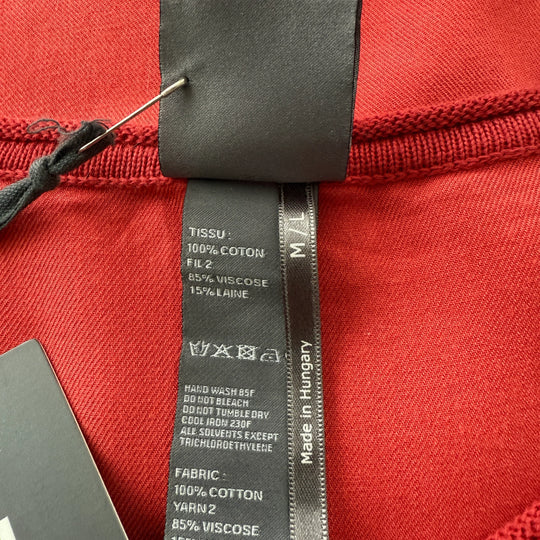 TISSU :
100% COTON
FIL 2
85% VISCOSE
15% LAINE
HAND WASH 85F
DO NOT BLEACH
DO NOT TUMBLE DRY
COOL IRON 230F
ALL SOLVENTS EXCEPT
TRICHLOROETHYLENE
FABRIC :
100% COTTON
YARN 2
85% VISCOSE
M / L
Made in Hungary